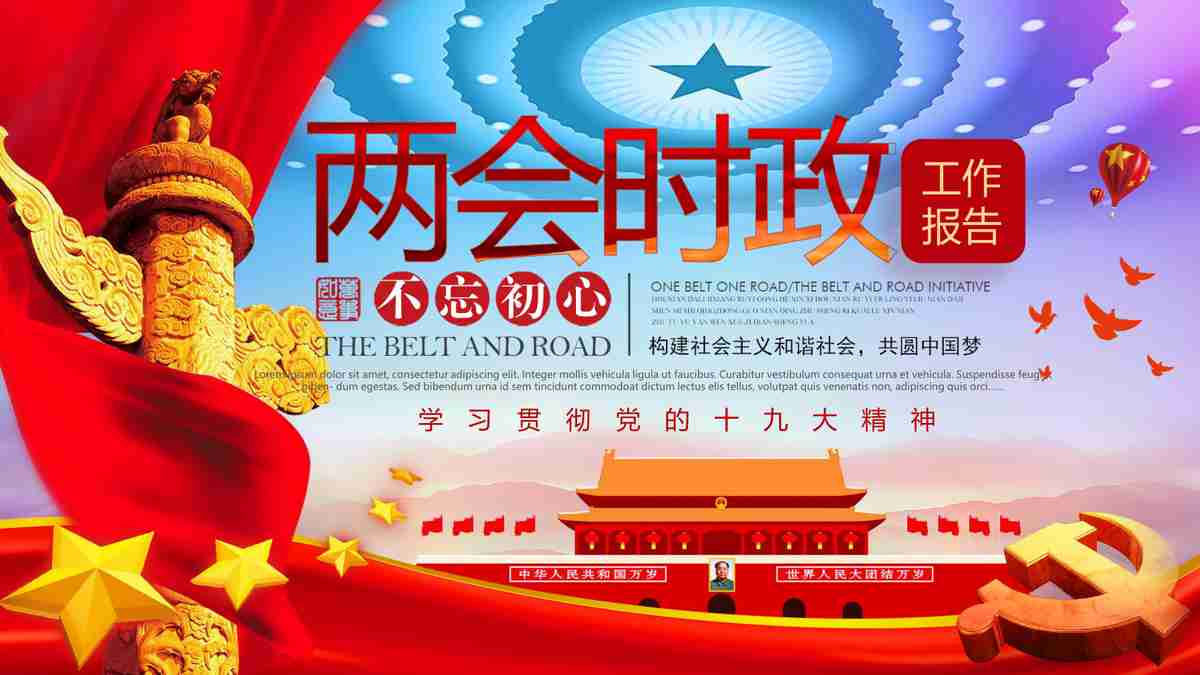 两会时政
工作
报告
不忘初心
THE BELT AND ROAD
ONE BELT ONE ROAD/THE BELT AND ROAD INITIATIVE
构建社会主义和谐社会，共圆中国梦
Lorem ipsum dolor sit amet, consectetur adipiscing elit. Integer mollis vehicula ligula ut faucibus. Curabitur vestibulum consequat urna et vehicula. Suspendisse feugi
dum egestas. Sed bibendum urna id sem tincidunt commodoat dictum lectus elis tellus, volutpat quis venenatis non, adipiscing quis orci......
学习贯彻党的十九大精神
中华人民共和国万岁
世界人民大团结万岁